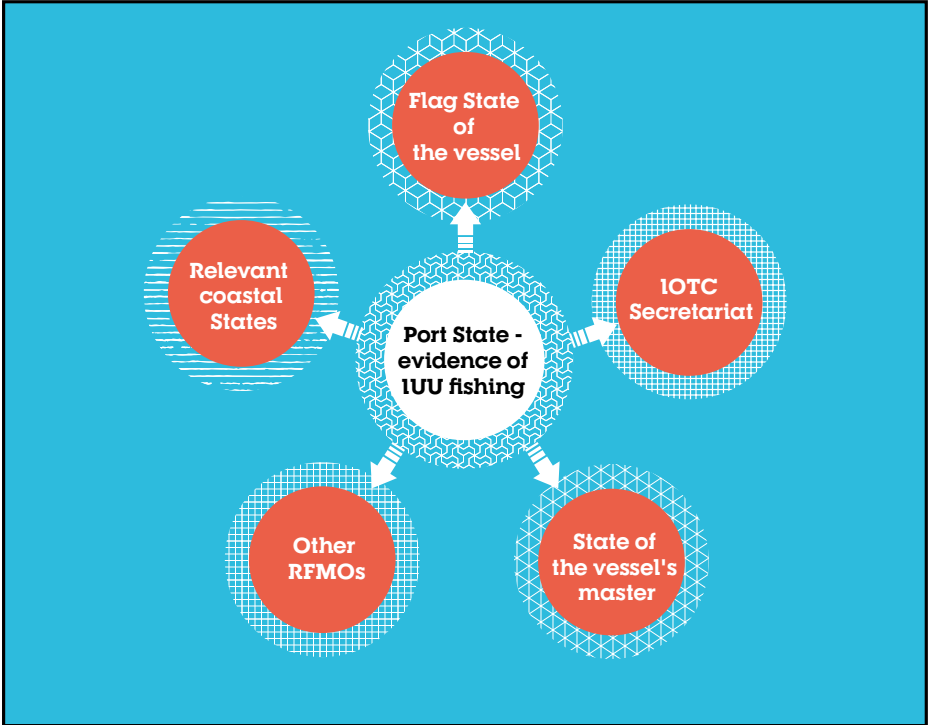 Flag State
of
the vessel
Relevant
coastal
States
IOTC
Secretariat
Port State -
evidence of
IUU fishing
Other
RFMOs
State of
the vessel's
master